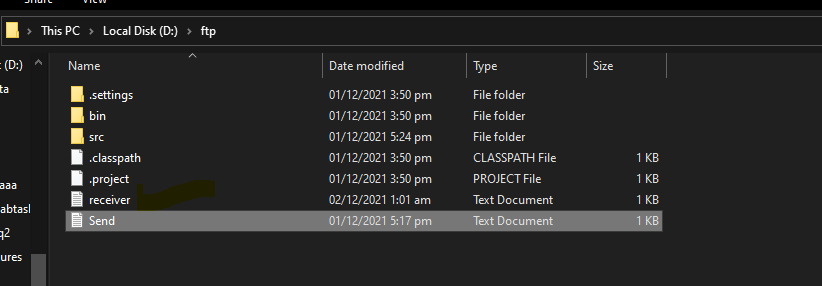 Share View
This PC > Local Disk (D:) > ftp
t (D:)
ta
aaa
abtask
q2
ures
Name Date modified Type Size
.settings 01/12/2021 3:50 pm File folder
bin 01/12/2021 3:50 pm File folder
src 01/12/2021 5:24 pm File folder
.classpath 01/12/2021 3:50 pm CLASSPATH File 1 KB
.project 01/12/2021 3:50 pm PROJECT File 1 KB
receiver 02/12/2021 1:01 am Text Document 1 KB
Send 01/12/2021 5:17 pm Text Document 1 KB